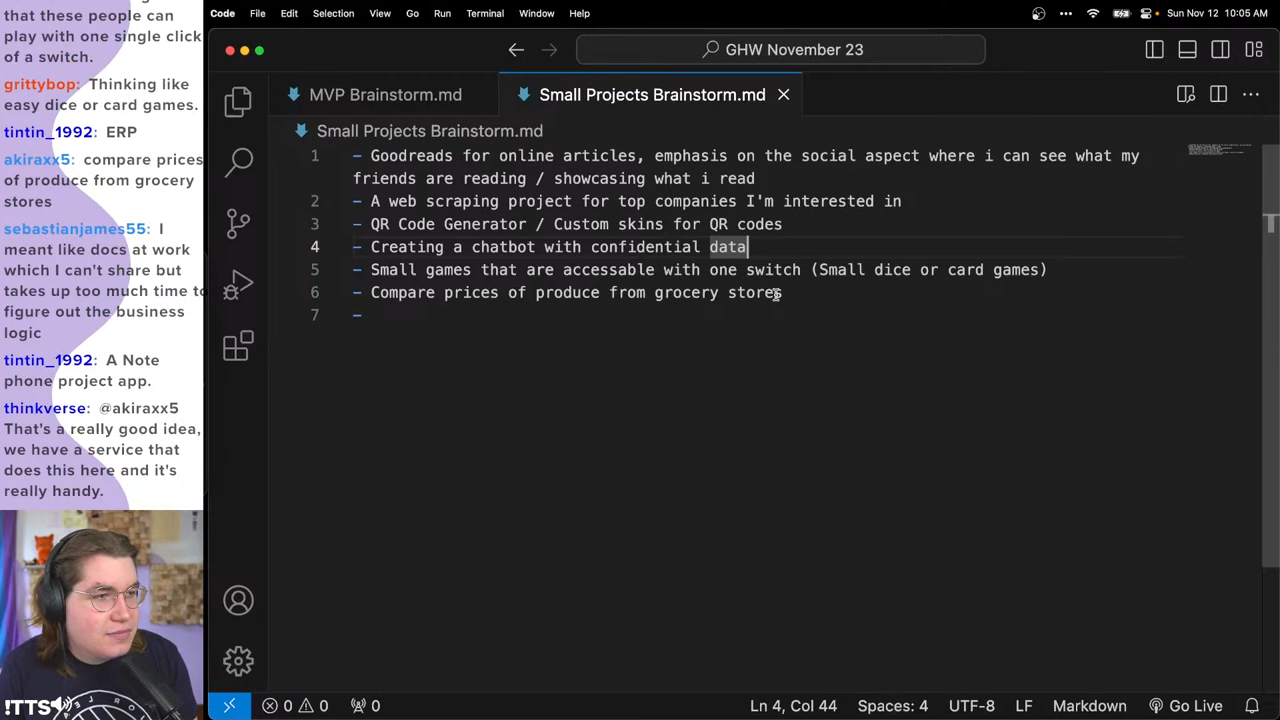 Code File Edit Selection View Go Run Terminal Window Help
Sun Nov 12 10:05 AM
that these people can
play with one single click
of a switch.
grittybop: Thinking like
easy dice or card games.
tintin_1992: ERP
akiraxx5: compare prices
of produce from grocery
stores
sebastianjames55: I
meant like docs at work
which I can't share but
takes up too much time to
figure out the business
logic
tintin_1992: A Note
phone project app.
thinkverse: @akiraxx5
That's a really good idea,
we have a service that
does this here and it's
really handy.
!TTS
GHW November 23
MVP Brainstorm.md
Small Projects Brainstorm.md
Small Projects Brainstorm.md
1 - Goodreads for online articles, emphasis on the social aspect where i can see what my
friends are reading / showcasing what i read
2 - A web scraping project for top companies I'm interested in
3 - QR Code Generator / Custom skins for QR codes
4 - Creating a chatbot with confidential data
5 - Small games that are accessable with one switch (Small dice or card games)
6 - Compare prices of produce from grocery stores
7 -
0 0 0
Ln 4, Col 44 Spaces: 4 UTF-8 LF Markdown Go Live